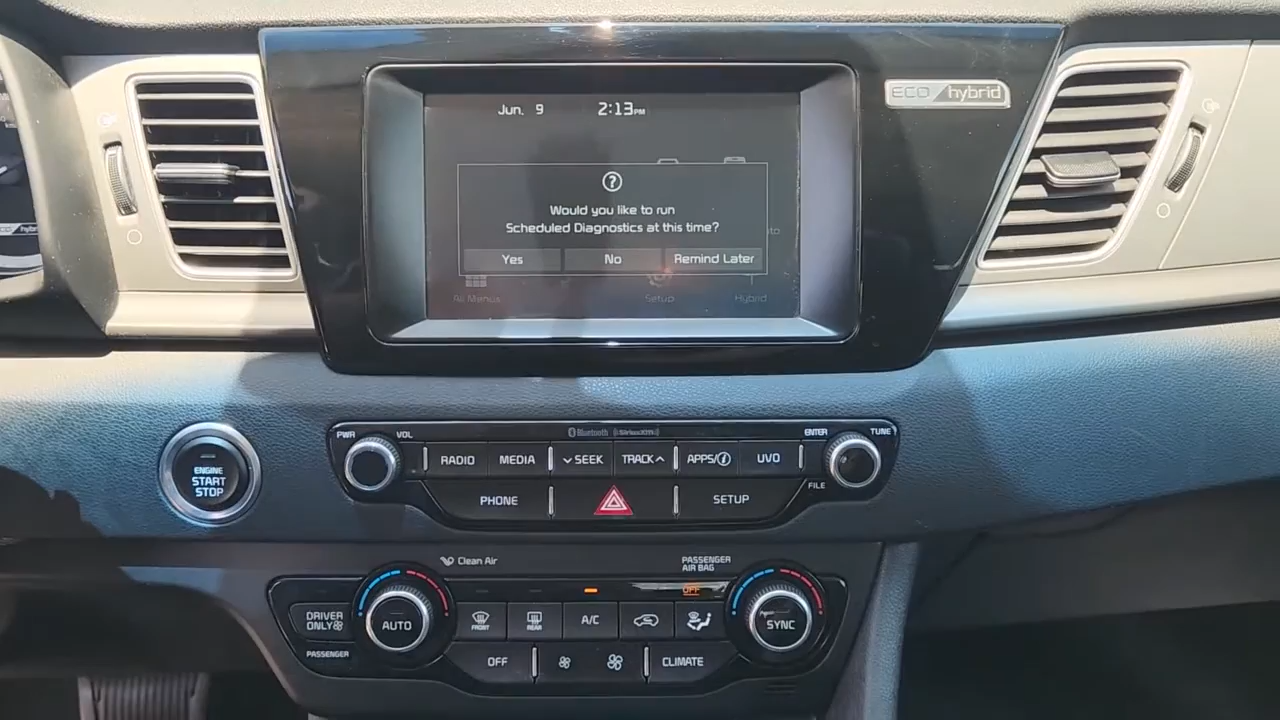 Jun. 9 2:13PM
ECO hybrid
?
Would you like to run
Scheduled Diagnostics at this time?
Yes No Remind Later
All Menus Setup Hybrid
PWR VOL Bluetooth SiriusXM ENTER TUNE
RADIO MEDIA SEEK TRACK APPS/i UVO
FILE
PHONE SETUP
ENGINE
START
STOP
Clean Air
PASSENGER
AIR BAG
OFF
DRIVER
ONLY
AUTO FRONT REAR A/C SYNC
PASSENGER
OFF CLIMATE